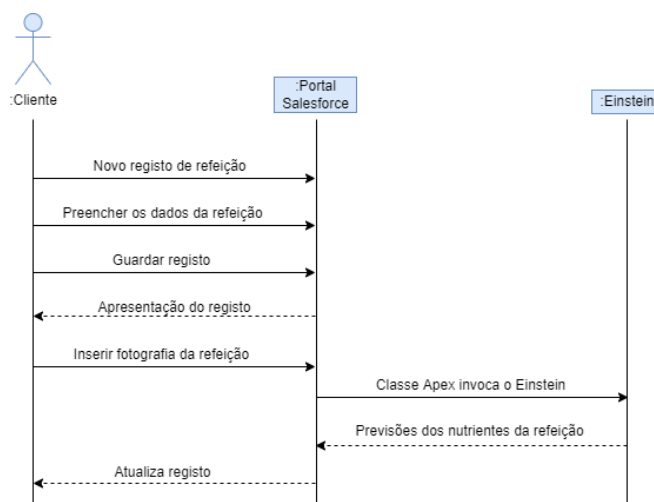 :Cliente
:Portal
Salesforce
:Einstein
Novo registo de refeição
Preencher os dados da refeição
Guardar registo
Apresentação do registo
Inserir fotografia da refeição
Classe Apex invoca o Einstein
Previsões dos nutrientes da refeição
Atualiza registo